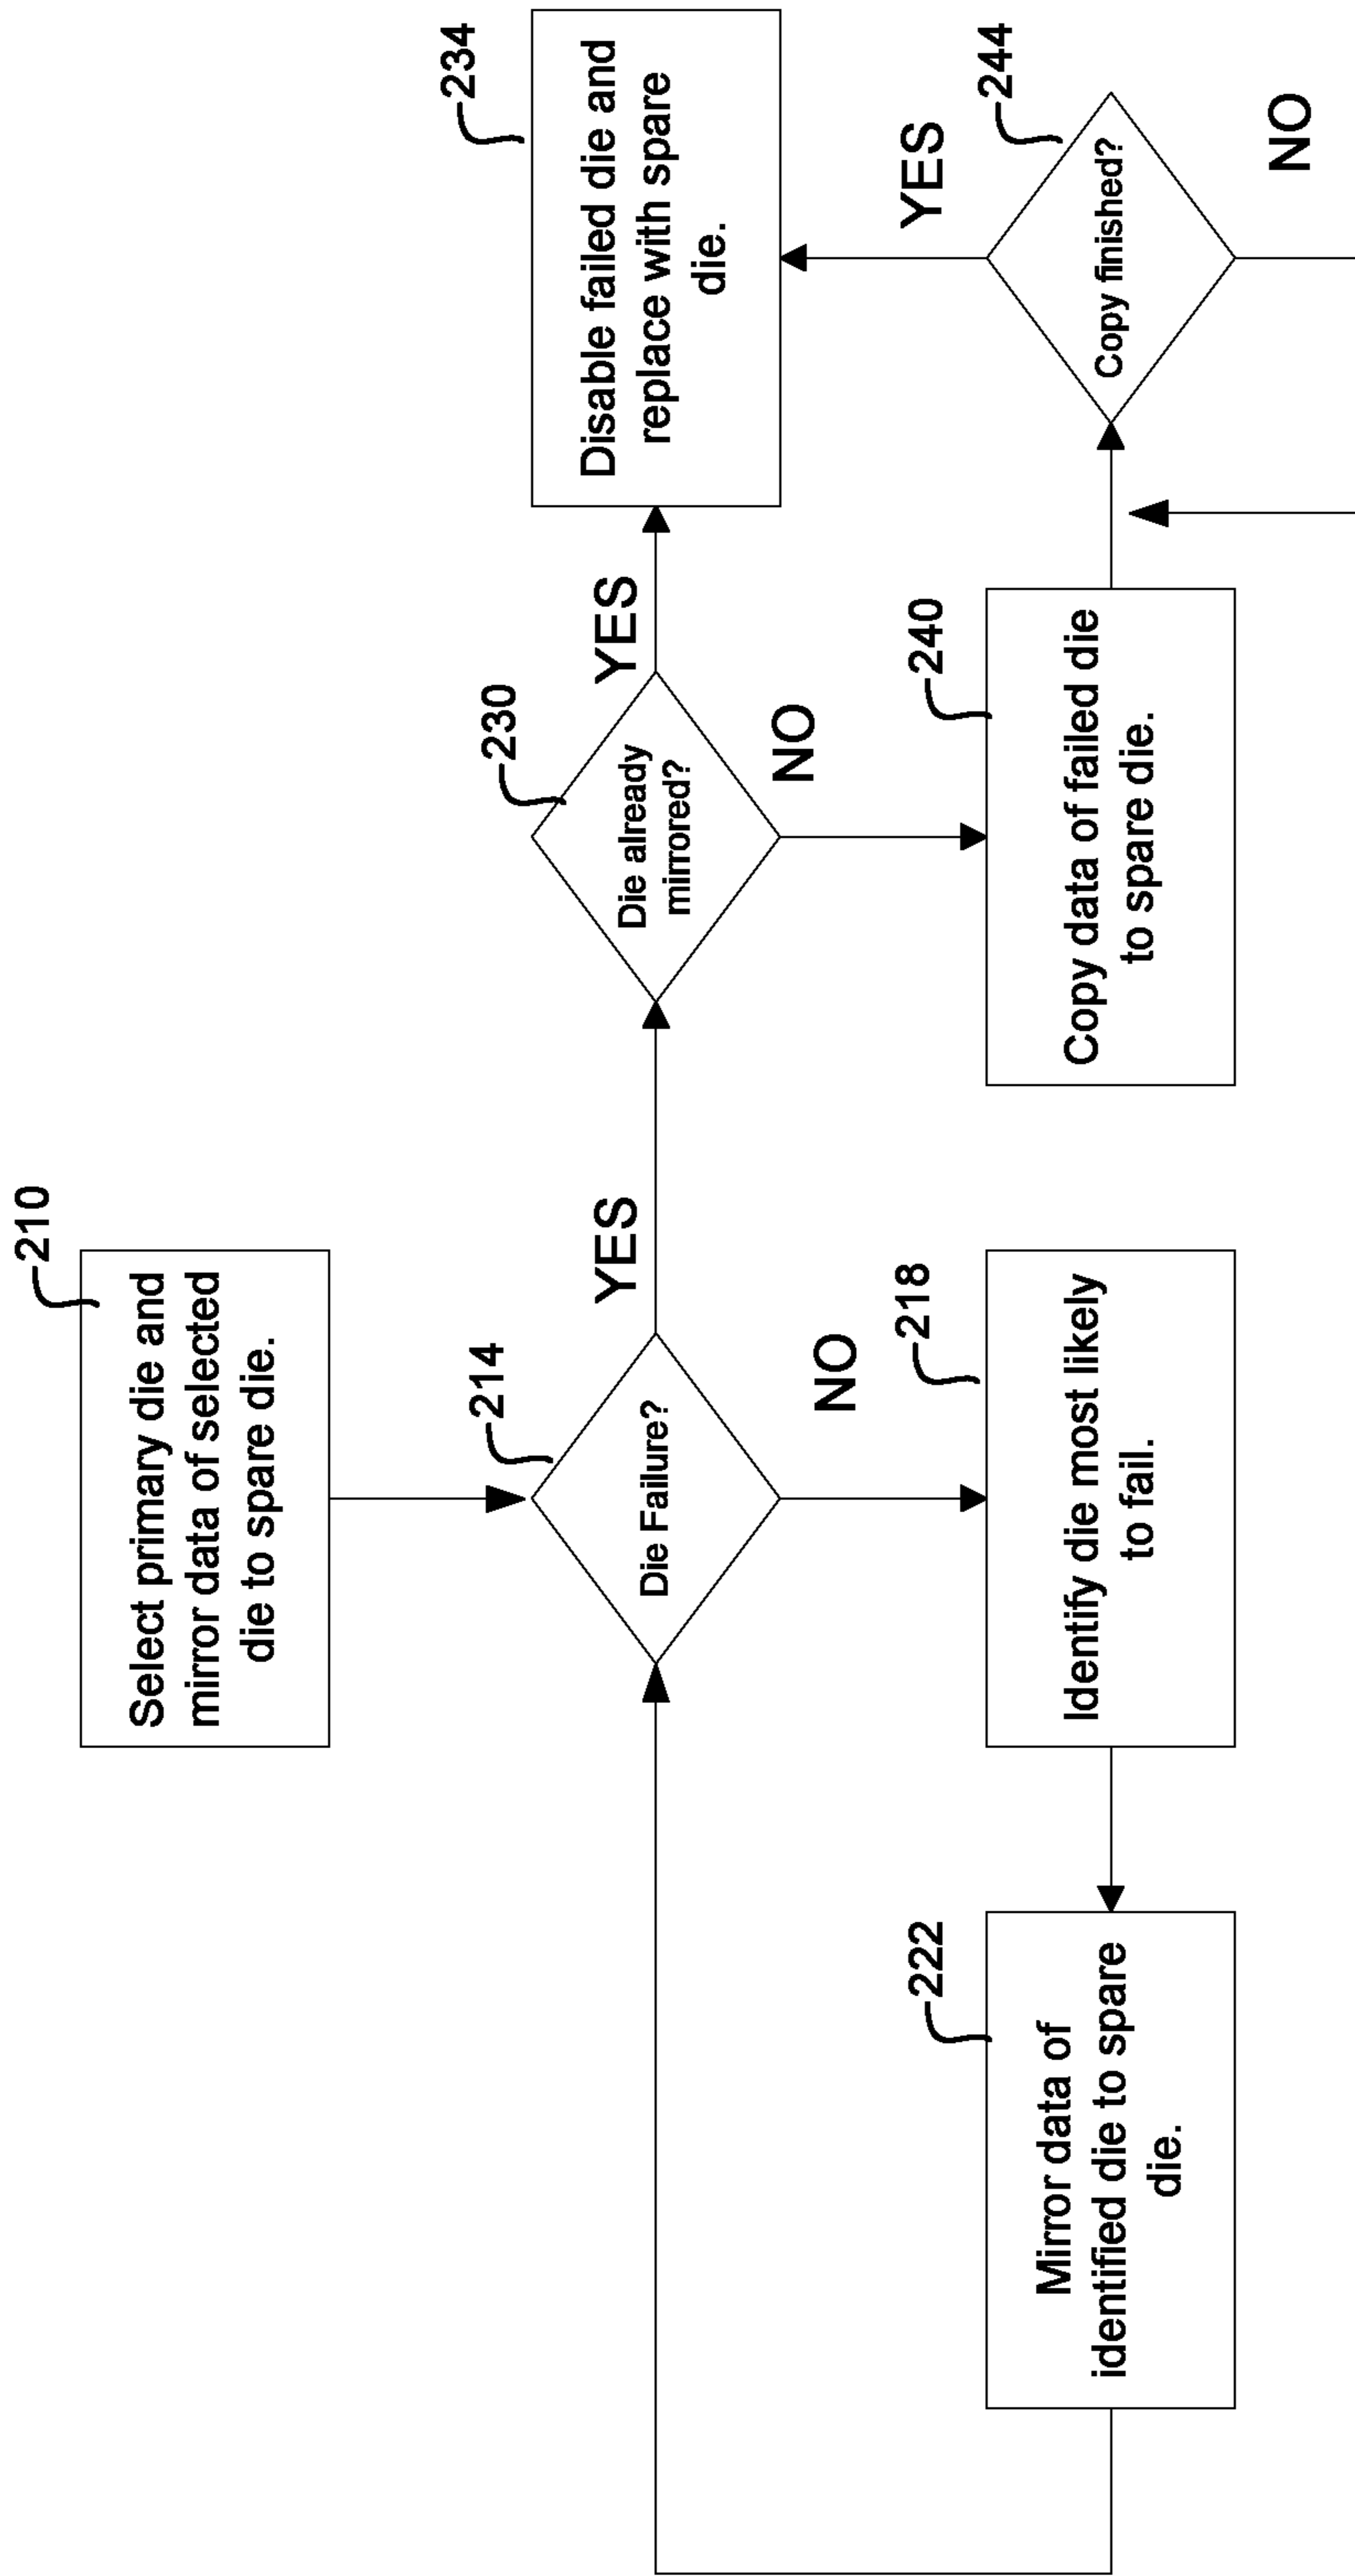 210
Select primary die and
mirror data of selected
die to spare die.
214
Die Failure?
YES
NO
218
Identify die most likely
to fail.
222
Mirror data of
identified die to spare
die.
230
Die already
mirrored?
YES
NO
234
Disable failed die and
replace with spare
die.
240
Copy data of failed die
to spare die.
244
Copy finished?
YES
NO